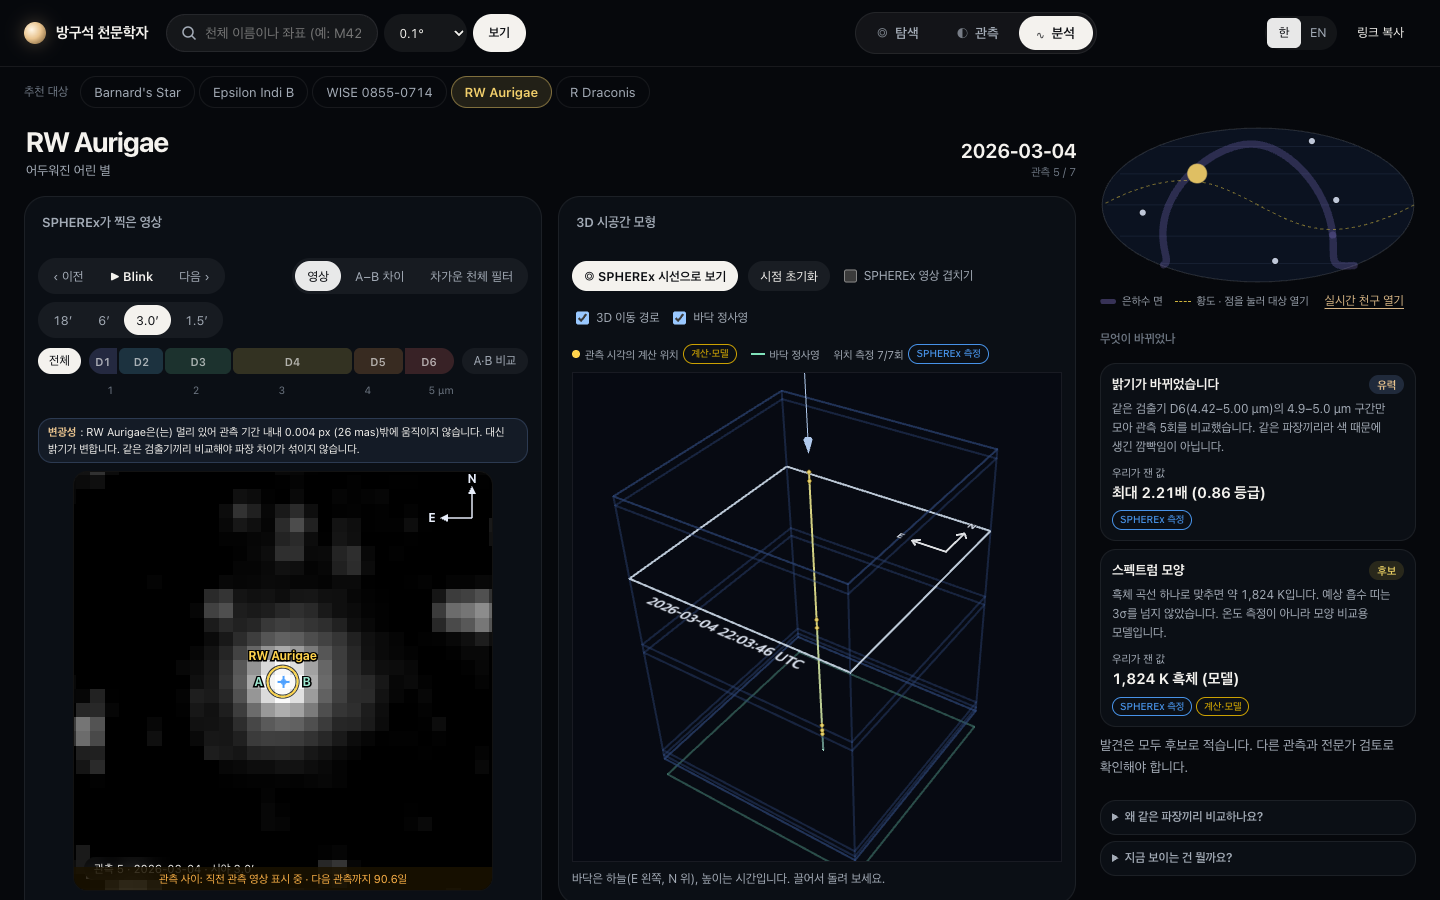 방구석 천문학자
천체 이름이나 좌표 (예: M42
0.1°
보기
탐색
관측
분석
한
EN
링크 복사
추천 대상
Barnard's Star
Epsilon Indi B
WISE 0855-0714
RW Aurigae
R Draconis
RW Aurigae
어두워진 어린 별
2026-03-04
관측 5 / 7
SPHEREx가 찍은 영상
‹ 이전
▶ Blink
다음 ›
영상
A−B 차이
차가운 천체 필터
18′
6′
3.0′
1.5′
전체
D1
D2
D3
D4
D5
D6
A·B 비교
1
2
3
4
5 μm
변광성 : RW Aurigae은(는) 멀리 있어 관측 기간 내내 0.004 px (26 mas)밖에 움직이지 않습니다. 대신
밝기가 변합니다. 같은 검출기끼리 비교해야 파장 차이가 섞이지 않습니다.
N
E
RW Aurigae
A
B
관측 5 · 2026-03-04 · 시야 3.0′
관측 사이: 직전 관측 영상 표시 중 · 다음 관측까지 90.6일
3D 시공간 모형
◎ SPHEREx 시선으로 보기
시점 초기화
SPHEREx 영상 겹치기
3D 이동 경로
바닥 정사영
관측 시각의 계산 위치
계산·모델
바닥 정사영
위치 측정 7/7회
SPHEREx 측정
E
N
2026-03-04 22:03:46 UTC
바닥은 하늘(E 왼쪽, N 위), 높이는 시간입니다. 끌어서 돌려 보세요.
은하수 면
황도 · 점을 눌러 대상 열기
실시간 천구 열기
무엇이 바뀌었나
밝기가 바뀌었습니다
유력
같은 검출기 D6(4.42–5.00 μm)의 4.9–5.0 μm 구간만
모아 관측 5회를 비교했습니다. 같은 파장끼리라 색 때문에
생긴 깜빡임이 아닙니다.
우리가 잰 값
최대 2.21배 (0.86 등급)
SPHEREx 측정
스펙트럼 모양
후보
흑체 곡선 하나로 맞추면 약 1,824 K입니다. 예상 흡수 띠는
3σ를 넘지 않았습니다. 온도 측정이 아니라 모양 비교용
모델입니다.
우리가 잰 값
1,824 K 흑체 (모델)
SPHEREx 측정
계산·모델
발견은 모두 후보로 적습니다. 다른 관측과 전문가 검토로
확인해야 합니다.
▶ 왜 같은 파장끼리 비교하나요?
▶ 지금 보이는 건 뭘까요?